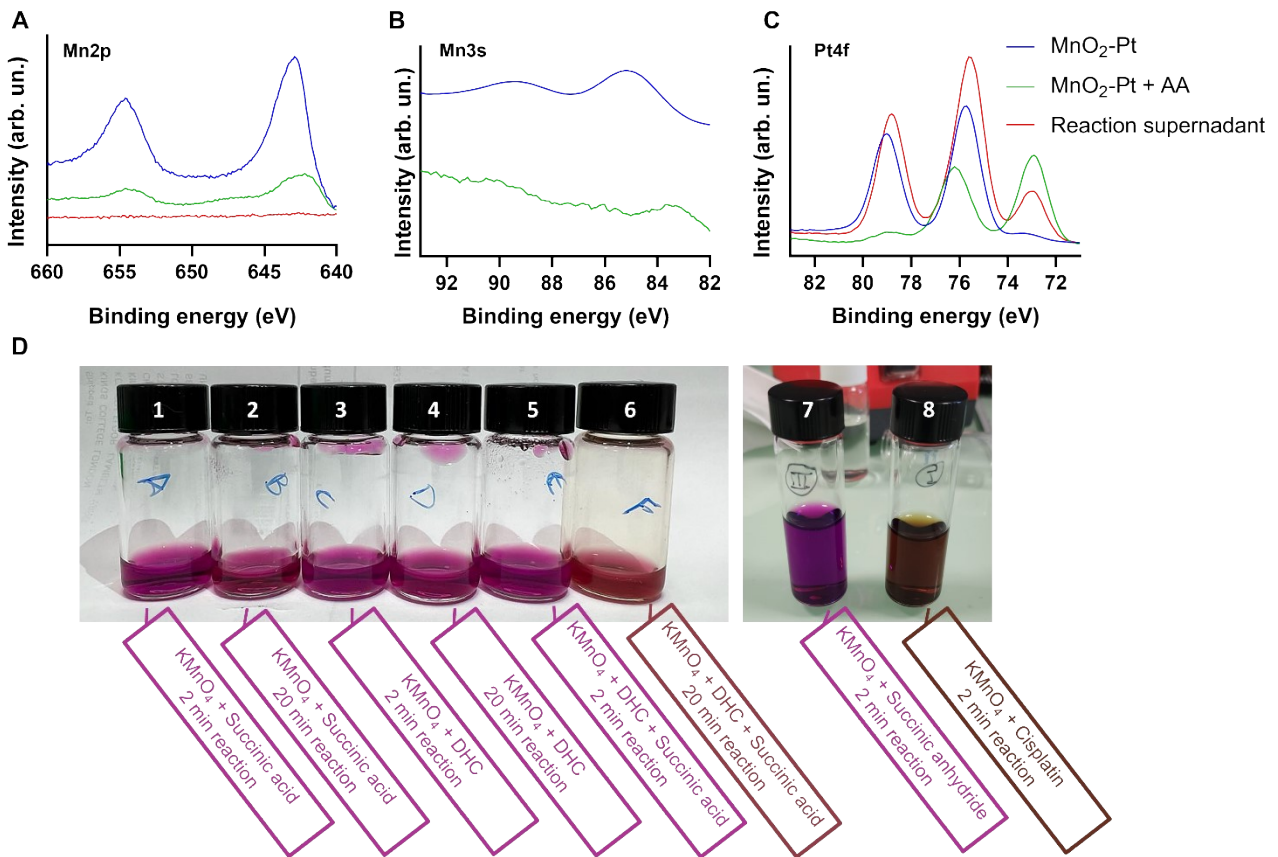 A
B
C
Mn2p
Mn3s
Pt4f
MnO2-Pt
MnO2-Pt + AA
Reaction supernadant
Intensity (arb. un.)
Intensity (arb. un.)
Intensity (arb. un.)
660 655 650 645 640
92 90 88 86 84 82
82 80 78 76 74 72
Binding energy (eV)
Binding energy (eV)
Binding energy (eV)
D
1 2 3 4 5 6 7 8
A B C D E F III I
KMnO4 + Succinic acid
2 min reaction
KMnO4 + Succinic acid
20 min reaction
KMnO4 + DHC
2 min reaction
KMnO4 + DHC
20 min reaction
KMnO4 + DHC + Succinic acid
2 min reaction
KMnO4 + DHC + Succinic acid
20 min reaction
KMnO4 + Succinic anhydride
2 min reaction
KMnO4 + Cisplatin
2 min reaction